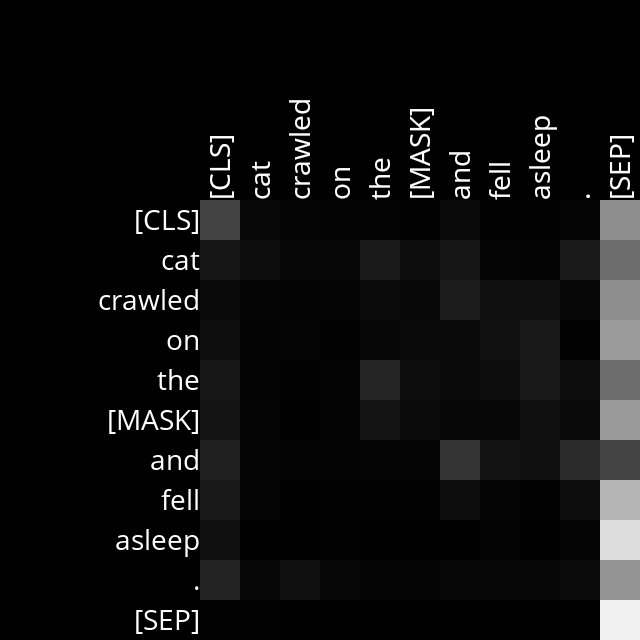 [CLS]
cat
crawled
on
the
[MASK]
and
fell
asleep
.
[SEP]
[CLS]
cat
crawled
on
the
[MASK]
and
fell
asleep
.
[SEP]